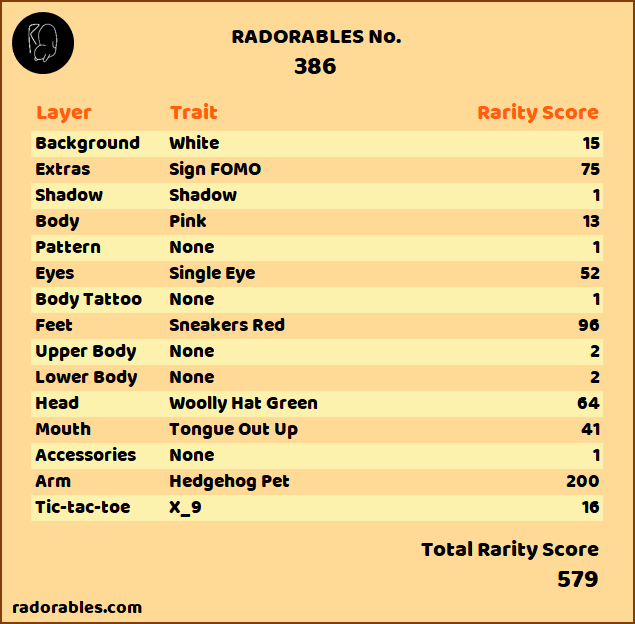 RADORABLES No.
386
Layer Trait Rarity Score
Background White 15
Extras Sign FOMO 75
Shadow Shadow 1
Body Pink 13
Pattern None 1
Eyes Single Eye 52
Body Tattoo None 1
Feet Sneakers Red 96
Upper Body None 2
Lower Body None 2
Head Woolly Hat Green 64
Mouth Tongue Out Up 41
Accessories None 1
Arm Hedgehog Pet 200
Tic-tac-toe X_9 16
Total Rarity Score
579
radorables.com